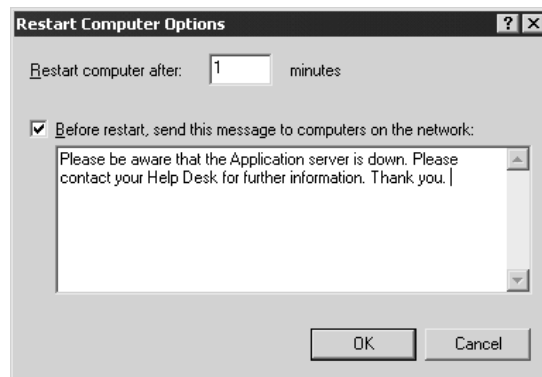 Restart Computer Options
Restart computer after: 1 minutes
Before restart, send this message to computers on the network:
Please be aware that the Application server is down. Please
contact your Help Desk for further information. Thank you.
OK Cancel